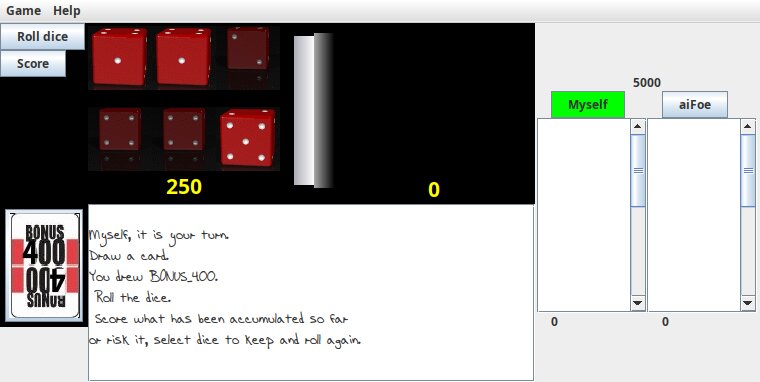 Game Help
Roll dice
Score
5000
Myself aiFoe
250
0
BONUS
400
400
BONUS
Myself, it is your turn.
Draw a card.
You drew BONUS_400.
Roll the dice.
Score what has been accumulated so far
or risk it, select dice to keep and roll again.
0 0